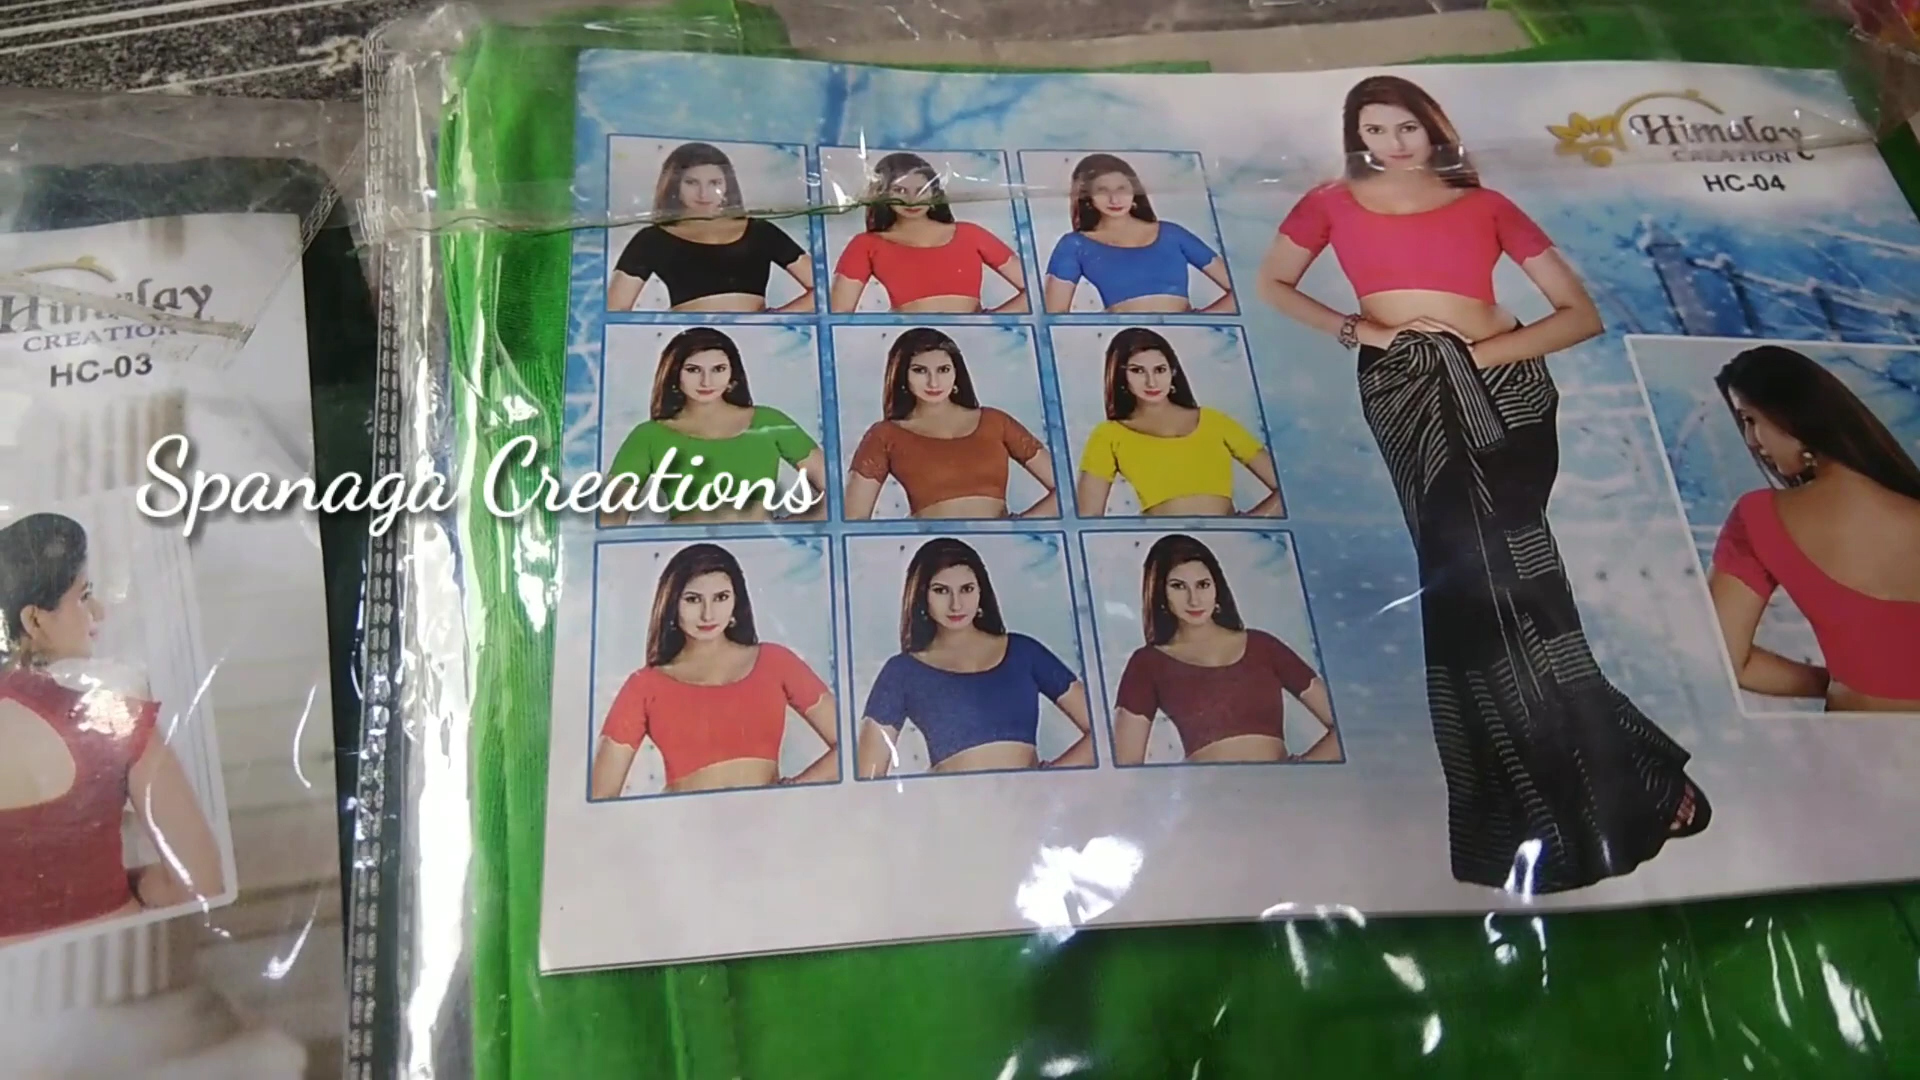 Himalay
CREATION
HC-03
Spanaga Creations
Himalay
CREATION
HC-04